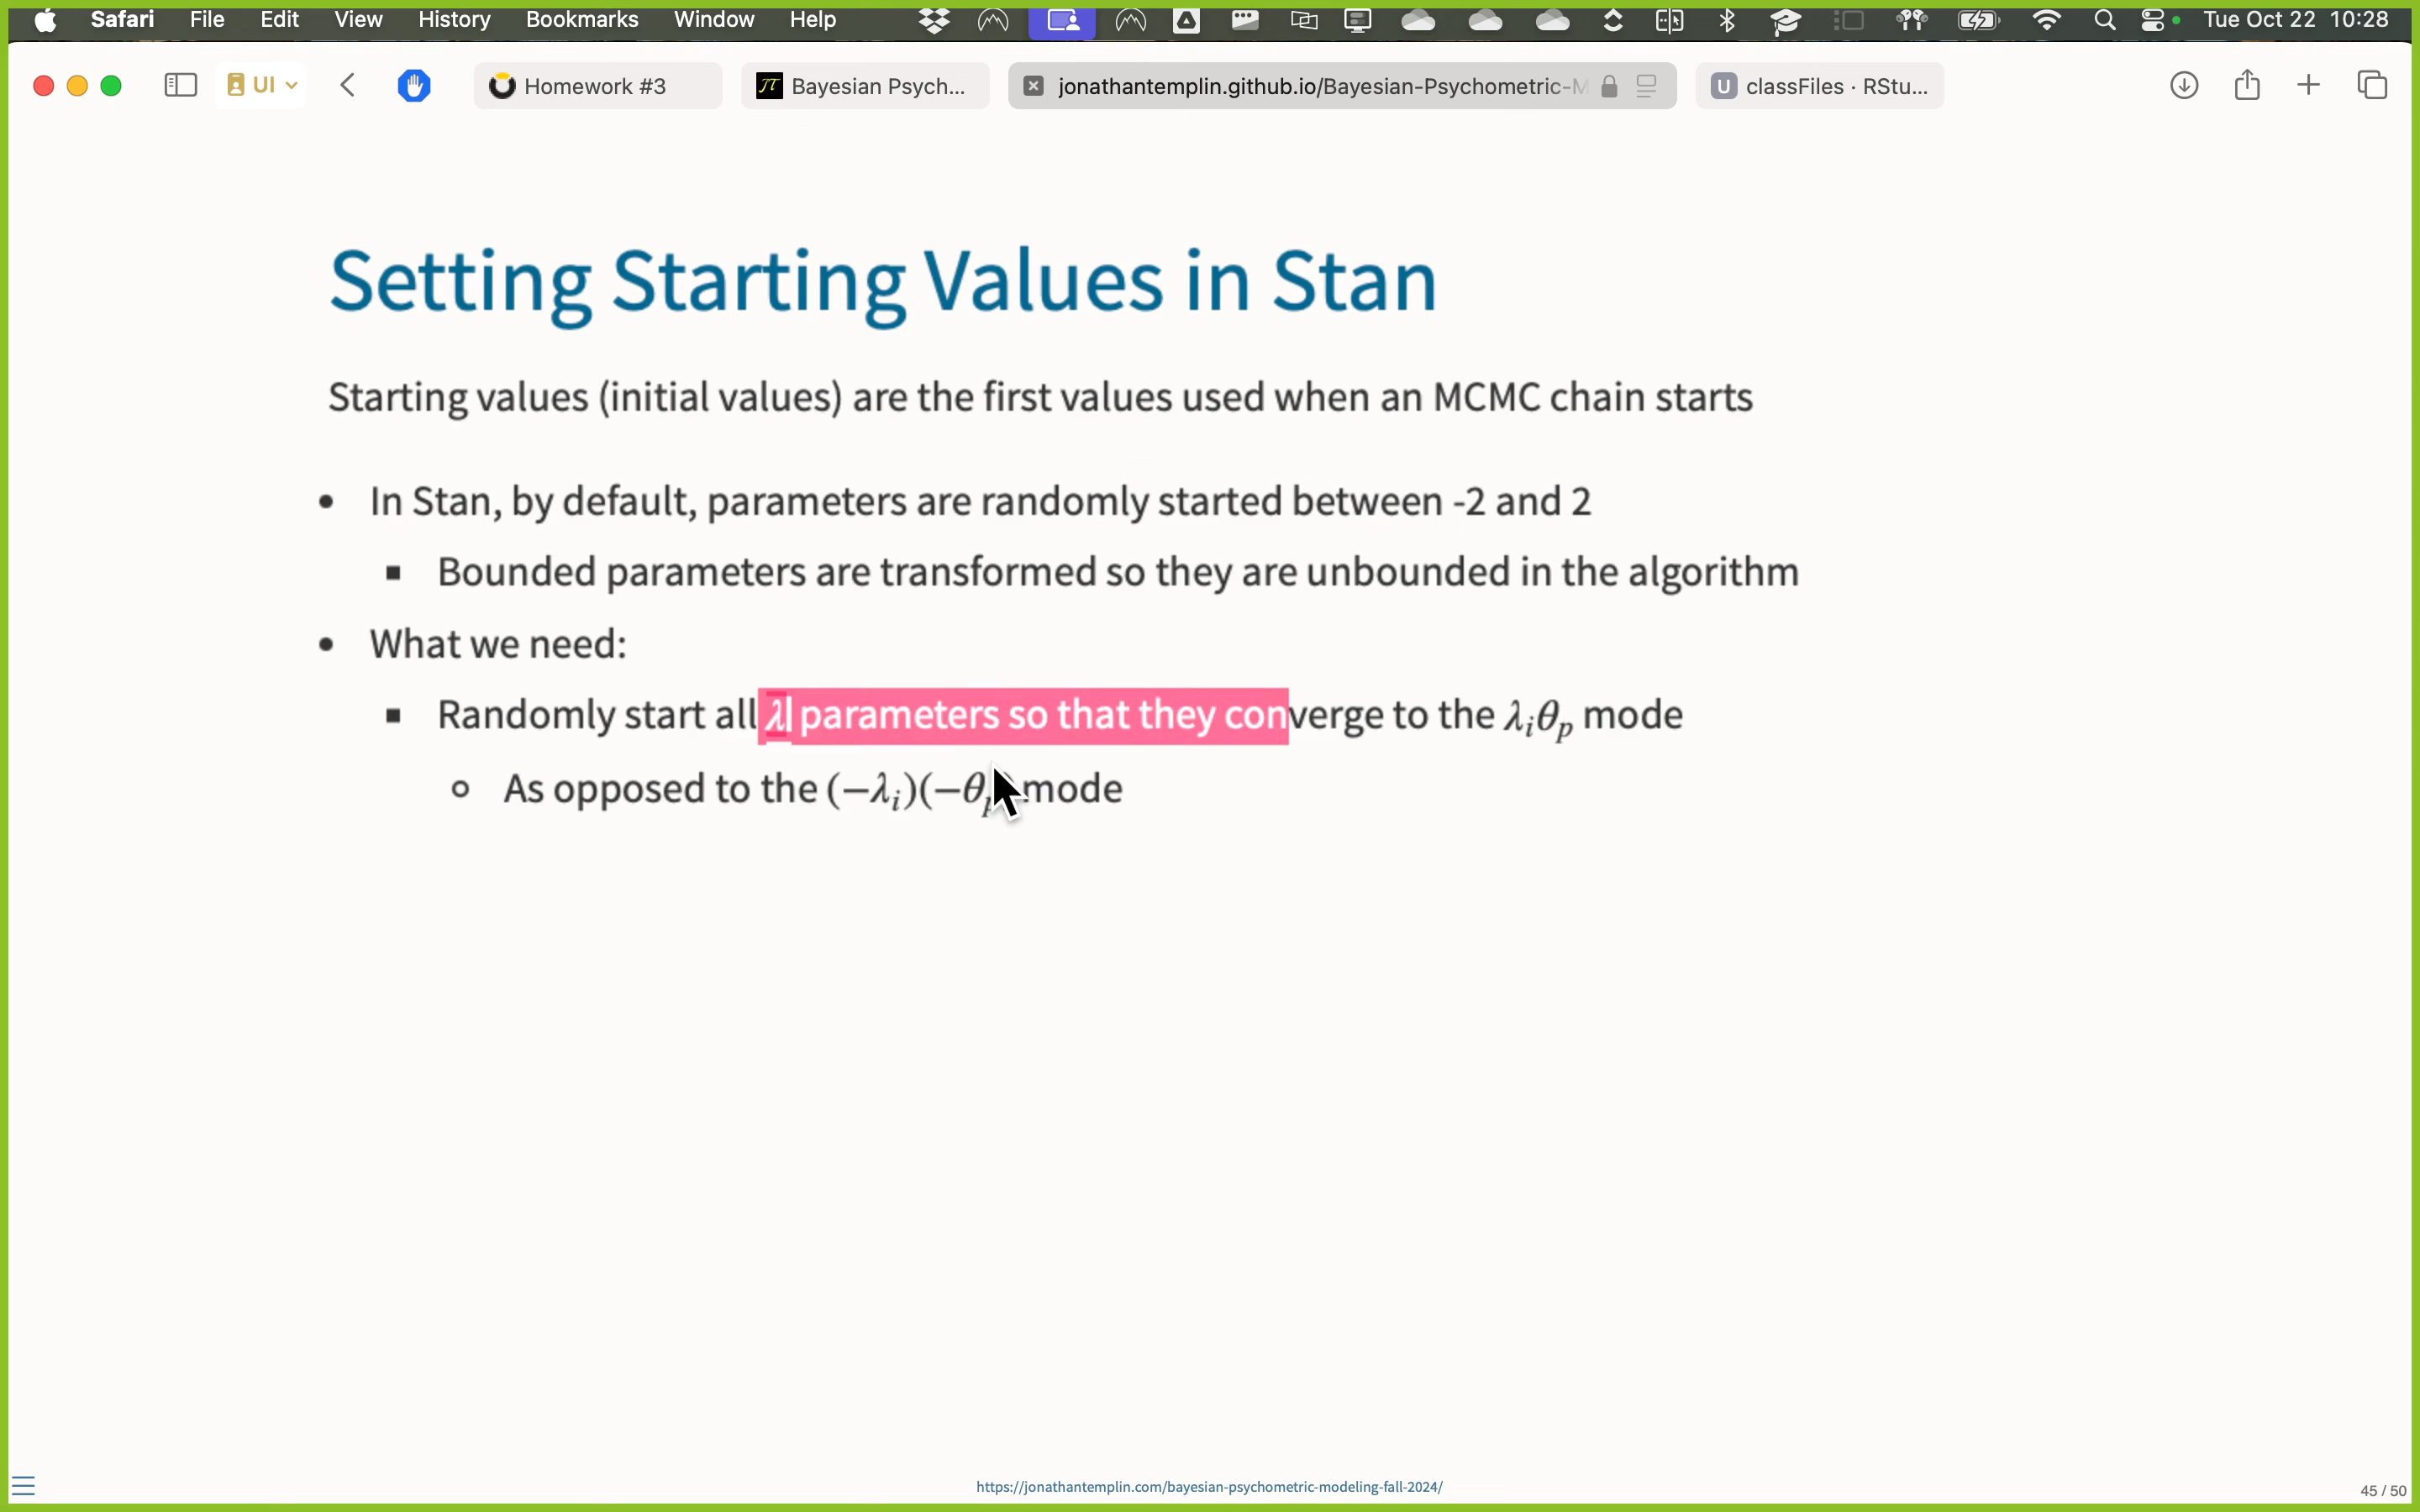 Safari File Edit View History Bookmarks Window Help Tue Oct 22 10:28
UI Homework #3 Bayesian Psych... jonathantemplin.github.io/Bayesian-Psychometric-M U classFiles · RStu...
Setting Starting Values in Stan
Starting values (initial values) are the first values used when an MCMC chain starts
• In Stan, by default, parameters are randomly started between -2 and 2
▪ Bounded parameters are transformed so they are unbounded in the algorithm
• What we need:
▪ Randomly start all λ parameters so that they converge to the λᵢθₚ mode
○ As opposed to the (−λᵢ)(−θₚ) mode
https://jonathantemplin.com/bayesian-psychometric-modeling-fall-2024/
45 / 50